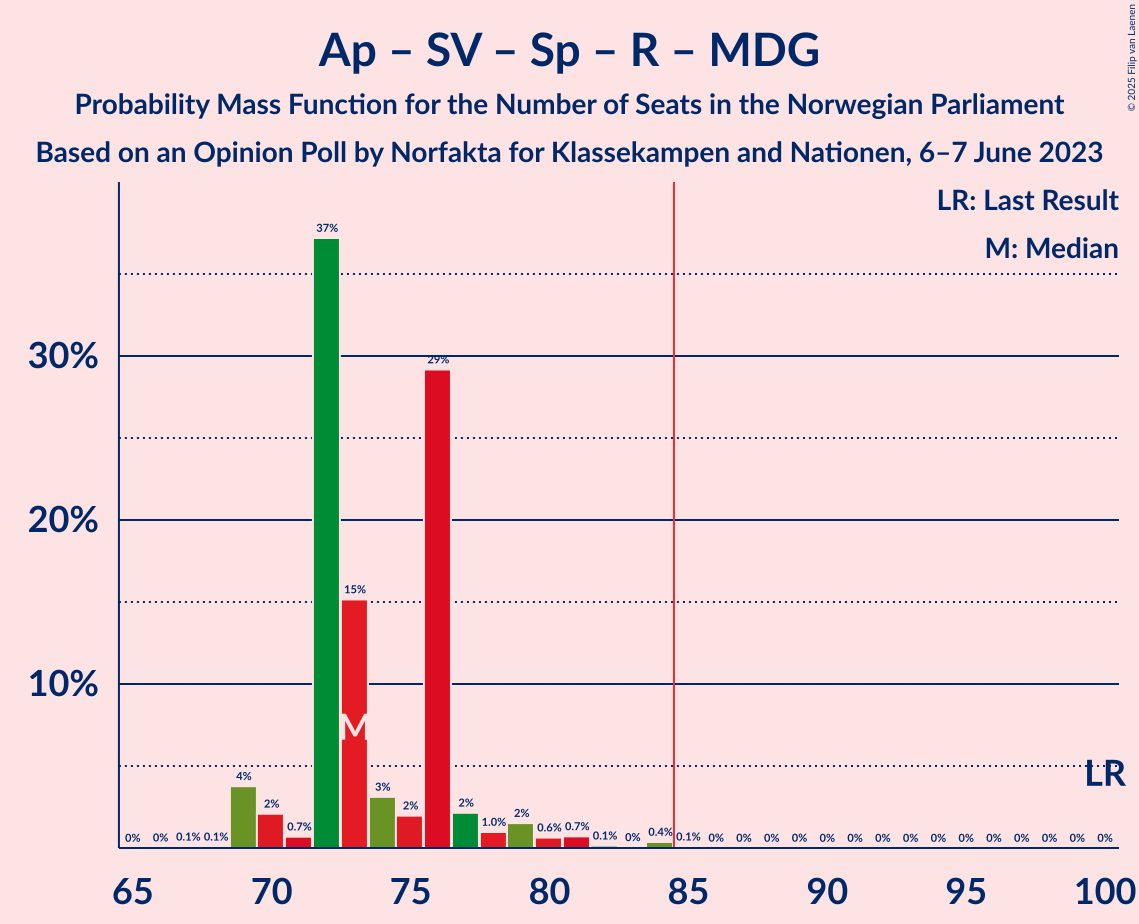 Ap – SV – Sp – R – MDG
Probability Mass Function for the Number of Seats in the Norwegian Parliament
Based on an Opinion Poll by Norfakta for Klassekampen and Nationen, 6–7 June 2023
© 2025 Filip van Laenen
LR: Last Result
M: Median
30%
20%
10%
0% 0% 0.1% 0.1% 4% 2% 0.7% 37% 15% 3% 2% 29% 2% 1.0% 2% 0.6% 0.7% 0.1% 0% 0.4% 0.1% 0% 0% 0% 0% 0% 0% 0% 0% 0% 0% 0% 0% 0% 0% 0%
M
LR
65 70 75 80 85 90 95 100